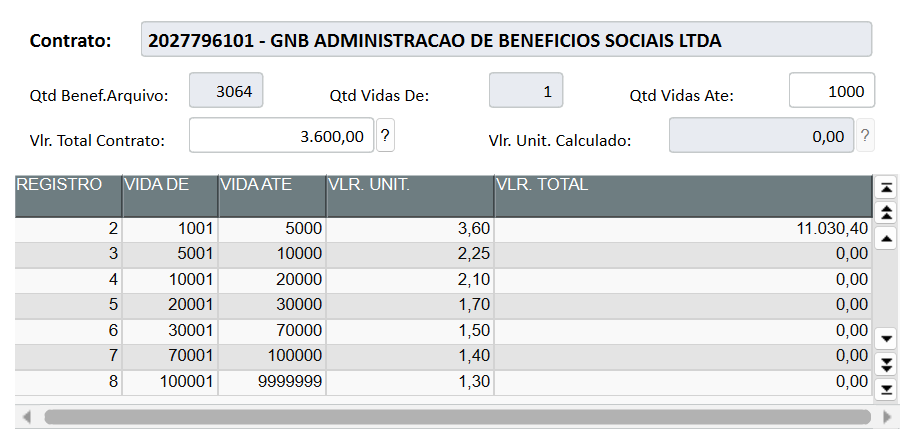 Contrato: 2027796101 - GNB ADMINISTRACAO DE BENEFICIOS SOCIAIS LTDA
Qtd Benef.Arquivo: 3064 Qtd Vidas De: 1 Qtd Vidas Ate: 1000
Vlr. Total Contrato: 3.600,00 ? Vlr. Unit. Calculado: 0,00 ?
REGISTRO VIDA DE VIDA ATE VLR. UNIT. VLR. TOTAL
2 1001 5000 3,60 11.030,40
3 5001 10000 2,25 0,00
4 10001 20000 2,10 0,00
5 20001 30000 1,70 0,00
6 30001 70000 1,50 0,00
7 70001 100000 1,40 0,00
8 100001 9999999 1,30 0,00